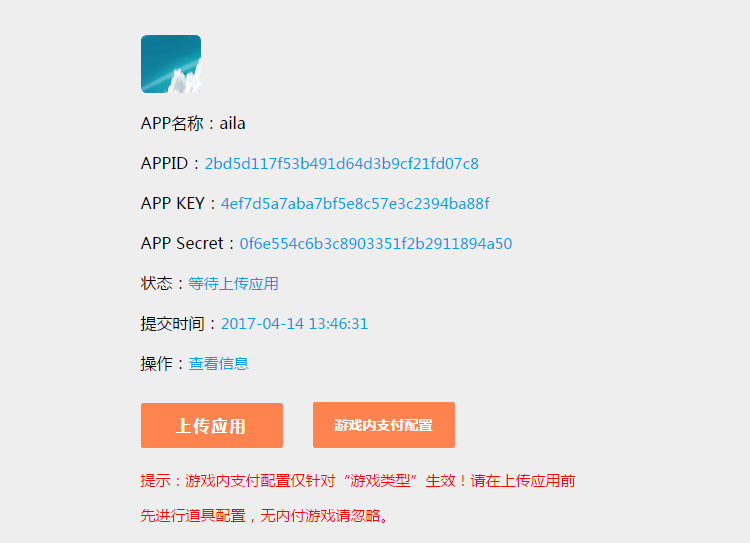 APP名称：aila
APPID：2bd5d117f53b491d64d3b9cf21fd07c8
APP KEY：4ef7d5a7aba7bf5e8c57e3c2394ba88f
APP Secret：0f6e554c6b3c8903351f2b2911894a50
状态：等待上传应用
提交时间：2017-04-14 13:46:31
操作：查看信息
上传应用
游戏内支付配置
提示：游戏内支付配置仅针对“游戏类型”生效！请在上传应用前
先进行道具配置，无内付游戏请忽略。